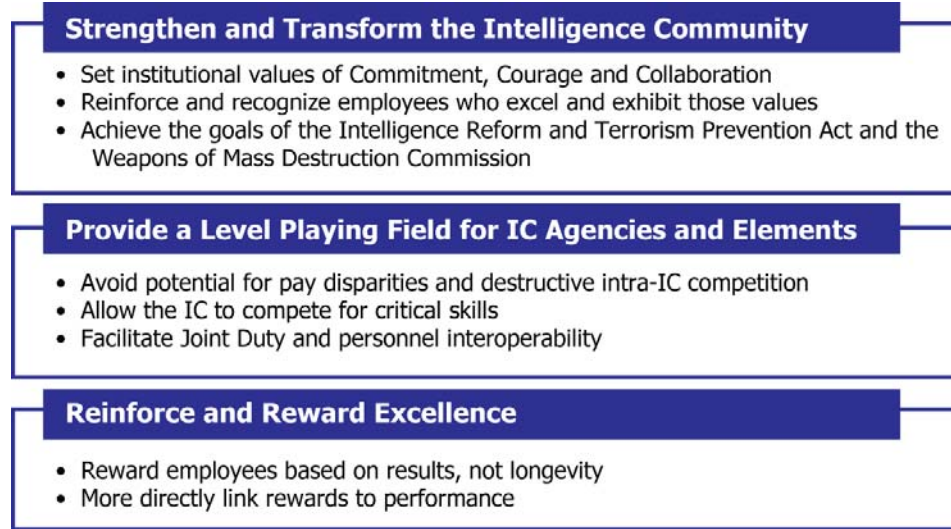 Strengthen and Transform the Intelligence Community
• Set institutional values of Commitment, Courage and Collaboration
• Reinforce and recognize employees who excel and exhibit those values
• Achieve the goals of the Intelligence Reform and Terrorism Prevention Act and the
Weapons of Mass Destruction Commission
Provide a Level Playing Field for IC Agencies and Elements
• Avoid potential for pay disparities and destructive intra-IC competition
• Allow the IC to compete for critical skills
• Facilitate Joint Duty and personnel interoperability
Reinforce and Reward Excellence
• Reward employees based on results, not longevity
• More directly link rewards to performance